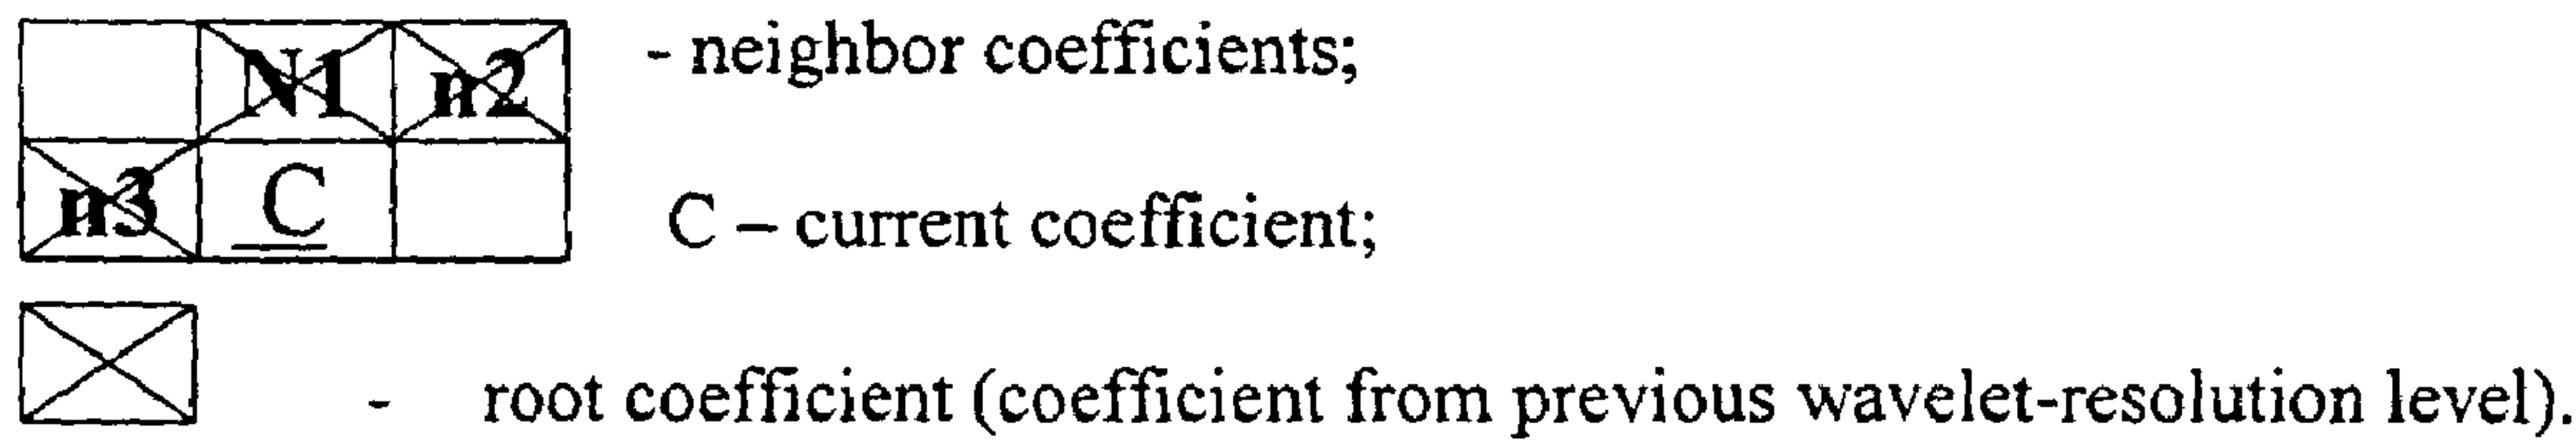 N1 n2 - neighbor coefficients;
n3 C C – current coefficient;
- root coefficient (coefficient from previous wavelet-resolution level).